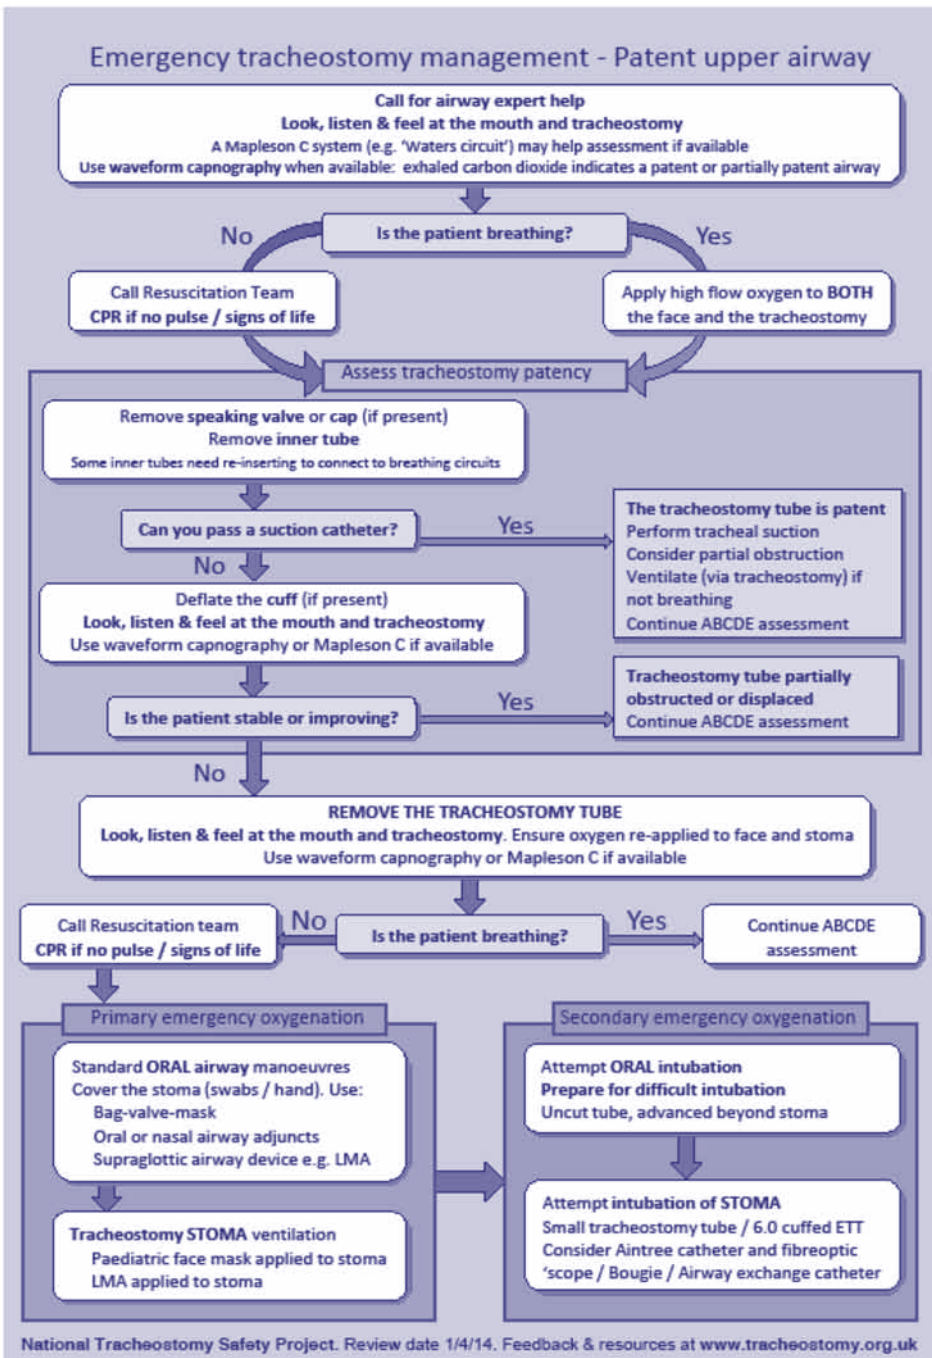 Emergency tracheostomy management - Patent upper airway
Call for airway expert help
Look, listen & feel at the mouth and tracheostomy
A Mapleson C system (e.g. 'Waters circuit') may help assessment if available
Use waveform capnography when available: exhaled carbon dioxide indicates a patent or partially patent airway
No
Is the patient breathing?
Yes
Call Resuscitation Team
CPR if no pulse / signs of life
Apply high flow oxygen to BOTH
the face and the tracheostomy
Assess tracheostomy patency
Remove speaking valve or cap (if present)
Remove inner tube
Some inner tubes need re-inserting to connect to breathing circuits
Can you pass a suction catheter?
Yes
The tracheostomy tube is patent
Perform tracheal suction
Consider partial obstruction
Ventilate (via tracheostomy) if
not breathing
Continue ABCDE assessment
No
Deflate the cuff (if present)
Look, listen & feel at the mouth and tracheostomy
Use waveform capnography or Mapleson C if available
Is the patient stable or improving?
Yes
Tracheostomy tube partially
obstructed or displaced
Continue ABCDE assessment
No
REMOVE THE TRACHEOSTOMY TUBE
Look, listen & feel at the mouth and tracheostomy. Ensure oxygen re-applied to face and stoma
Use waveform capnography or Mapleson C if available
Call Resuscitation team
CPR if no pulse / signs of life
No
Is the patient breathing?
Yes
Continue ABCDE
assessment
Primary emergency oxygenation
Standard ORAL airway manoeuvres
Cover the stoma (swabs / hand). Use:
Bag-valve-mask
Oral or nasal airway adjuncts
Supraglottic airway device e.g. LMA
Tracheostomy STOMA ventilation
Paediatric face mask applied to stoma
LMA applied to stoma
Secondary emergency oxygenation
Attempt ORAL intubation
Prepare for difficult intubation
Uncut tube, advanced beyond stoma
Attempt intubation of STOMA
Small tracheostomy tube / 6.0 cuffed ETT
Consider Aintree catheter and fibreoptic
'scope / Bougie / Airway exchange catheter
National Tracheostomy Safety Project. Review date 1/4/14. Feedback & resources at www.tracheostomy.org.uk